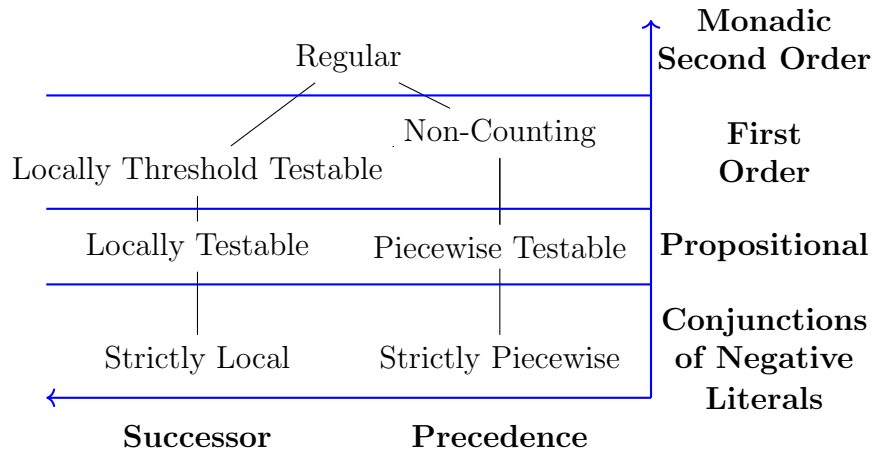 Monadic
Second Order
Regular
Non-Counting
First
Order
Locally Threshold Testable
Locally Testable
Piecewise Testable
Propositional
Conjunctions
of Negative
Literals
Strictly Local
Strictly Piecewise
Successor
Precedence